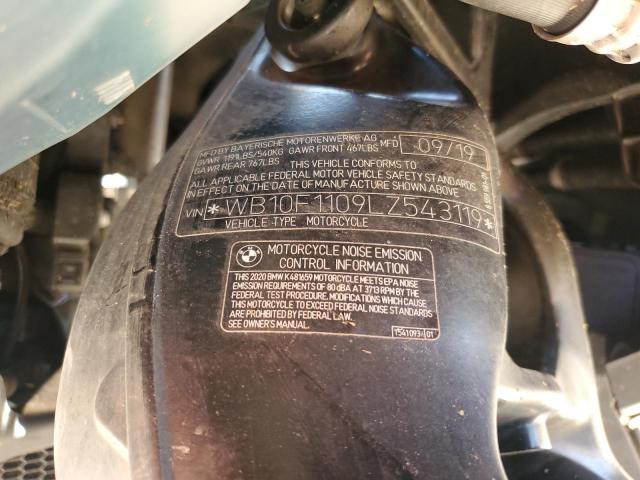 MFD BY BAYERISCHE MOTORENWERKE AG MFD 09/19
GVWR 1191LBS/540KG GAWR FRONT 467LBS
GAWR REAR 767LBS
THIS VEHICLE CONFORMS TO
ALL APPLICABLE FEDERAL MOTOR VEHICLE SAFETY STANDARDS
IN EFFECT ON THE DATE OF MANUFACTURE SHOWN ABOVE
VIN *WB10F1109LZ543119*
VEHICLE-TYPE MOTORCYCLE
BMW
MOTORCYCLE NOISE EMISSION
CONTROL INFORMATION
THIS 2020 BMW K481659 MOTORCYCLE MEETS EPA NOISE
EMISSION REQUIREMENTS OF 80 dBA AT 3713 RPM BY THE
FEDERAL TEST PROCEDURE. MODIFICATIONS WHICH CAUSE
THIS MOTORCYCLE TO EXCEED FEDERAL NOISE STANDARDS
ARE PROHIBITED BY FEDERAL LAW.
SEE OWNER'S MANUAL.